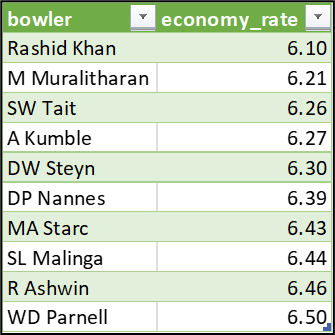 bowler economy_rate
Rashid Khan 6.10
M Muralitharan 6.21
SW Tait 6.26
A Kumble 6.27
DW Steyn 6.30
DP Nannes 6.39
MA Starc 6.43
SL Malinga 6.44
R Ashwin 6.46
WD Parnell 6.50